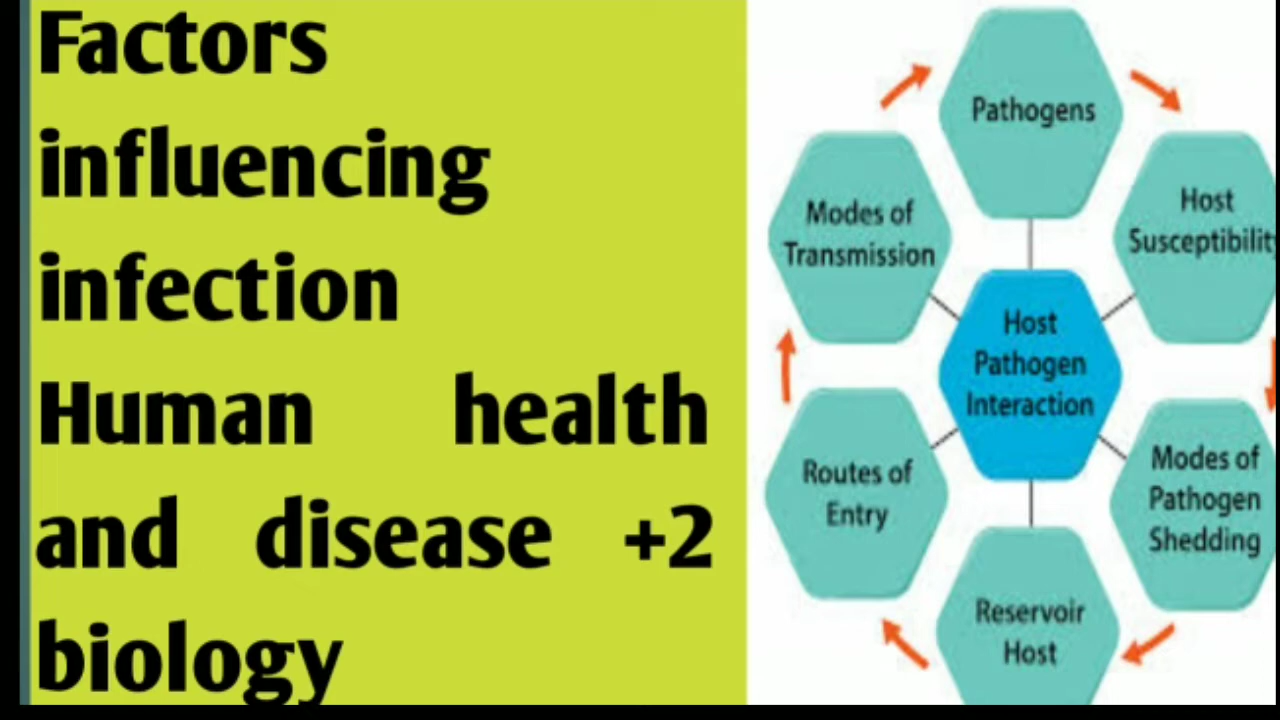 Factors
influencing
infection
Human health
and disease +2
biology
Pathogens
Host
Susceptibility
Modes of
Pathogen
Shedding
Reservoir
Host
Routes of
Entry
Modes of
Transmission
Host
Pathogen
Interaction